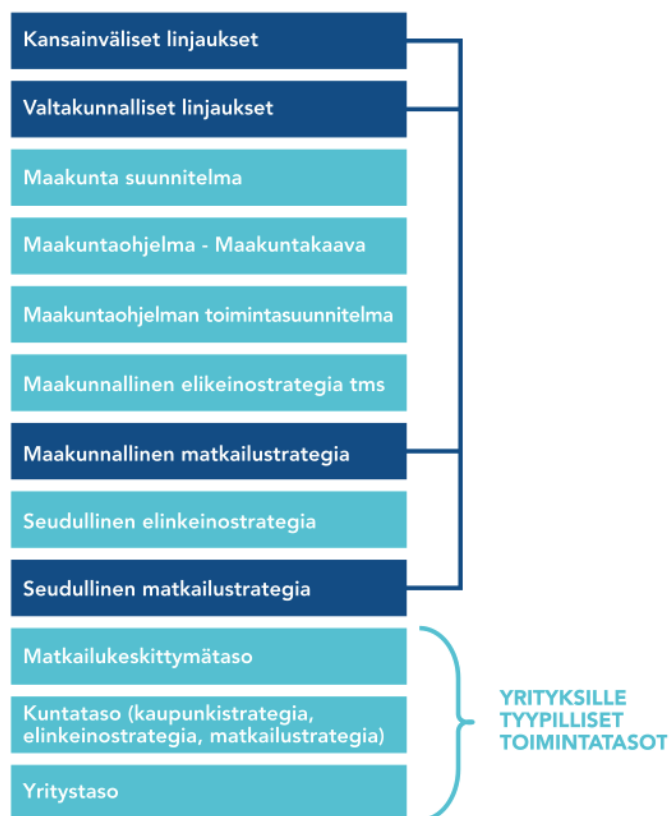 Kansainväliset linjaukset
Valtakunnalliset linjaukset
Maakunta suunnitelma
Maakuntaohjelma - Maakuntakaava
Maakuntaohjelman toimintasuunnitelma
Maakunnallinen elikeinostrategia tms
Maakunnallinen matkailustrategia
Seudullinen elinkeinostrategia
Seudullinen matkailustrategia
Matkailukeskittymätaso
Kuntataso (kaupunkistrategia,
elinkeinostrategia, matkailustrategia)
Yritystaso
YRITYKSILLE
TYYPILLISET
TOIMINTATASOT